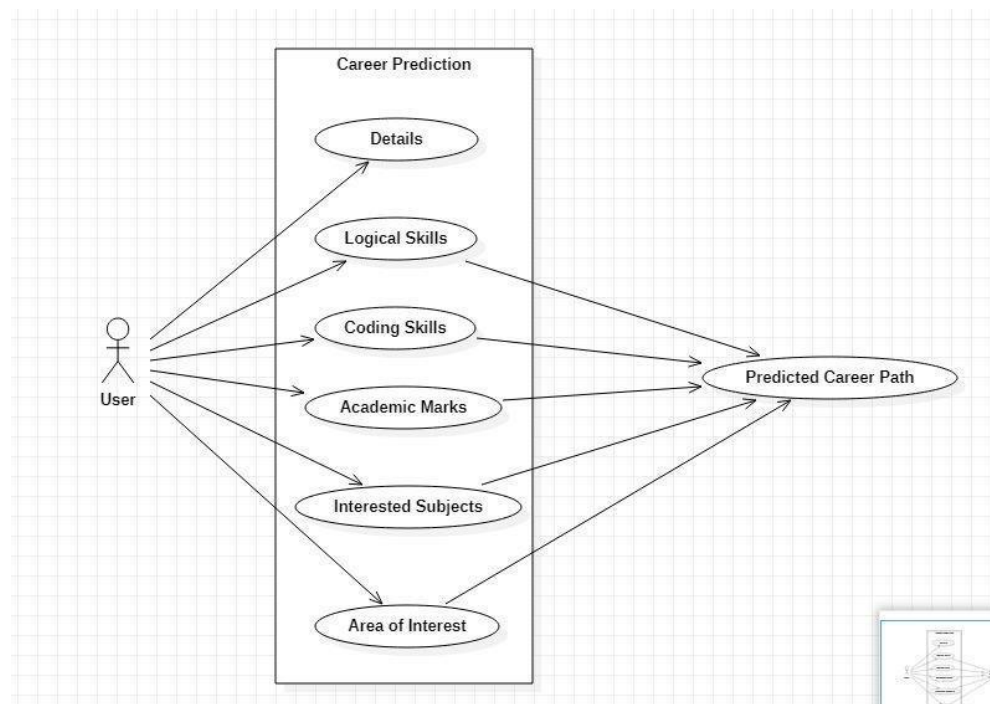 Career Prediction
Details
Logical Skills
Coding Skills
Academic Marks
Interested Subjects
Area of Interest
User
Predicted Career Path